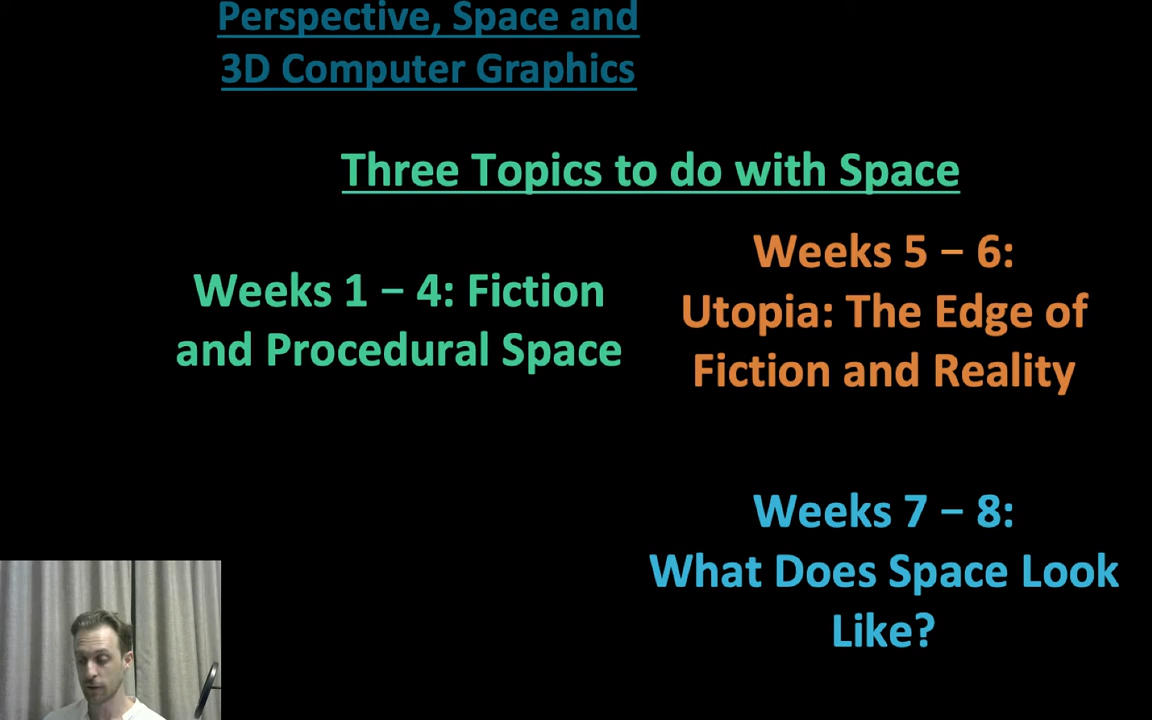 Perspective, Space and
3D Computer Graphics
Three Topics to do with Space
Weeks 1 – 4: Fiction
and Procedural Space
Weeks 5 – 6:
Utopia: The Edge of
Fiction and Reality
Weeks 7 – 8:
What Does Space Look
Like?